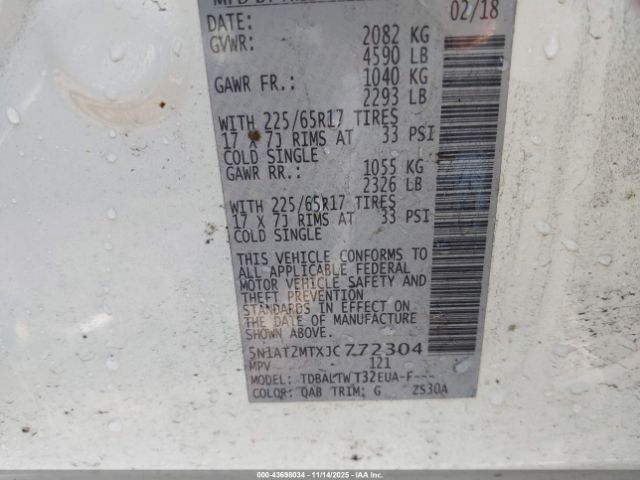 MFD BY
DATE: 02/18
GVWR: 2082 KG
4590 LB
GAWR FR.: 1040 KG
2293 LB
WITH 225/65R17 TIRES
17 X 7J RIMS AT 33 PSI
COLD SINGLE
GAWR RR.: 1055 KG
2326 LB
WITH 225/65R17 TIRES
17 X 7J RIMS AT 33 PSI
COLD SINGLE
THIS VEHICLE CONFORMS TO
ALL APPLICABLE FEDERAL
MOTOR VEHICLE SAFETY AND
THEFT PREVENTION
STANDARDS IN EFFECT ON
THE DATE OF MANUFACTURE
SHOWN ABOVE.
5N1AT2MTXJC772304
MPV 121
MODEL: TDBALTWT32EUA-F---
COLOR: QAB TRIM: G ZS30A
000-43698034 - 11/14/2025 - IAA Inc.